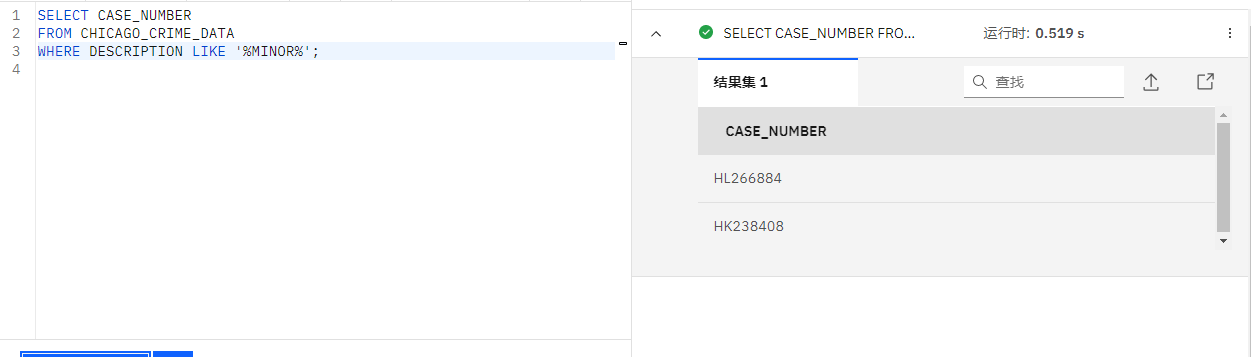 1 SELECT CASE_NUMBER
2 FROM CHICAGO_CRIME_DATA
3 WHERE DESCRIPTION LIKE '%MINOR%';
4
SELECT CASE_NUMBER FRO... 运行时: 0.519 s
结果集 1
查找
CASE_NUMBER
HL266884
HK238408